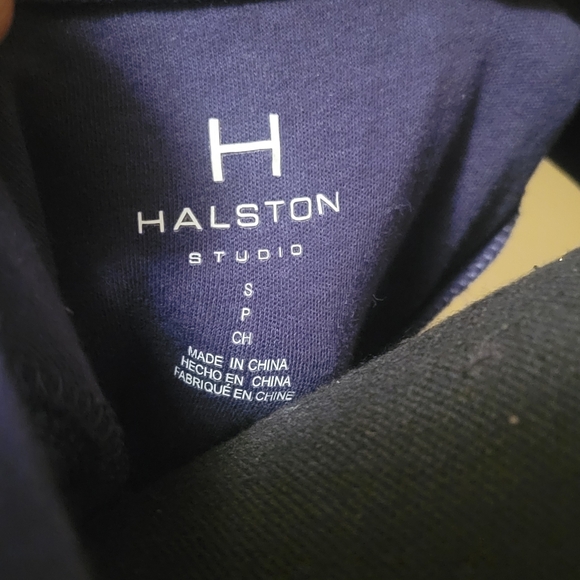 H
HALSTON
STUDIO
S
P
CH
MADE IN CHINA
HECHO EN CHINA
FABRIQUÉ EN CHINE